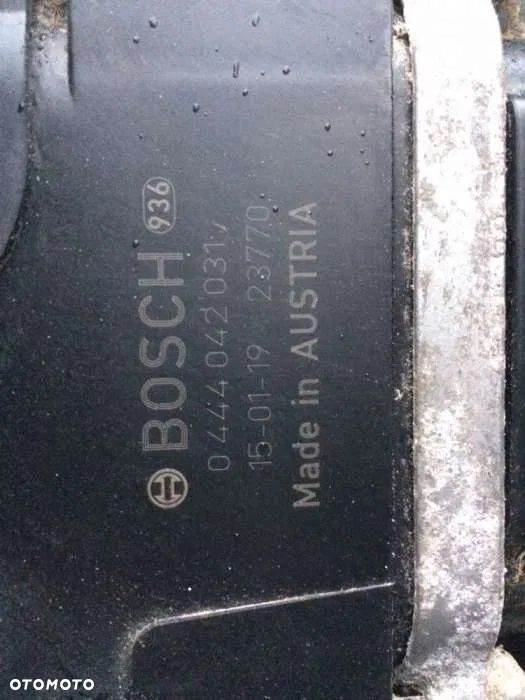 BOSCH 936
0 444 042 031
15-01-19 23770
Made in AUSTRIA
OTOMOTO